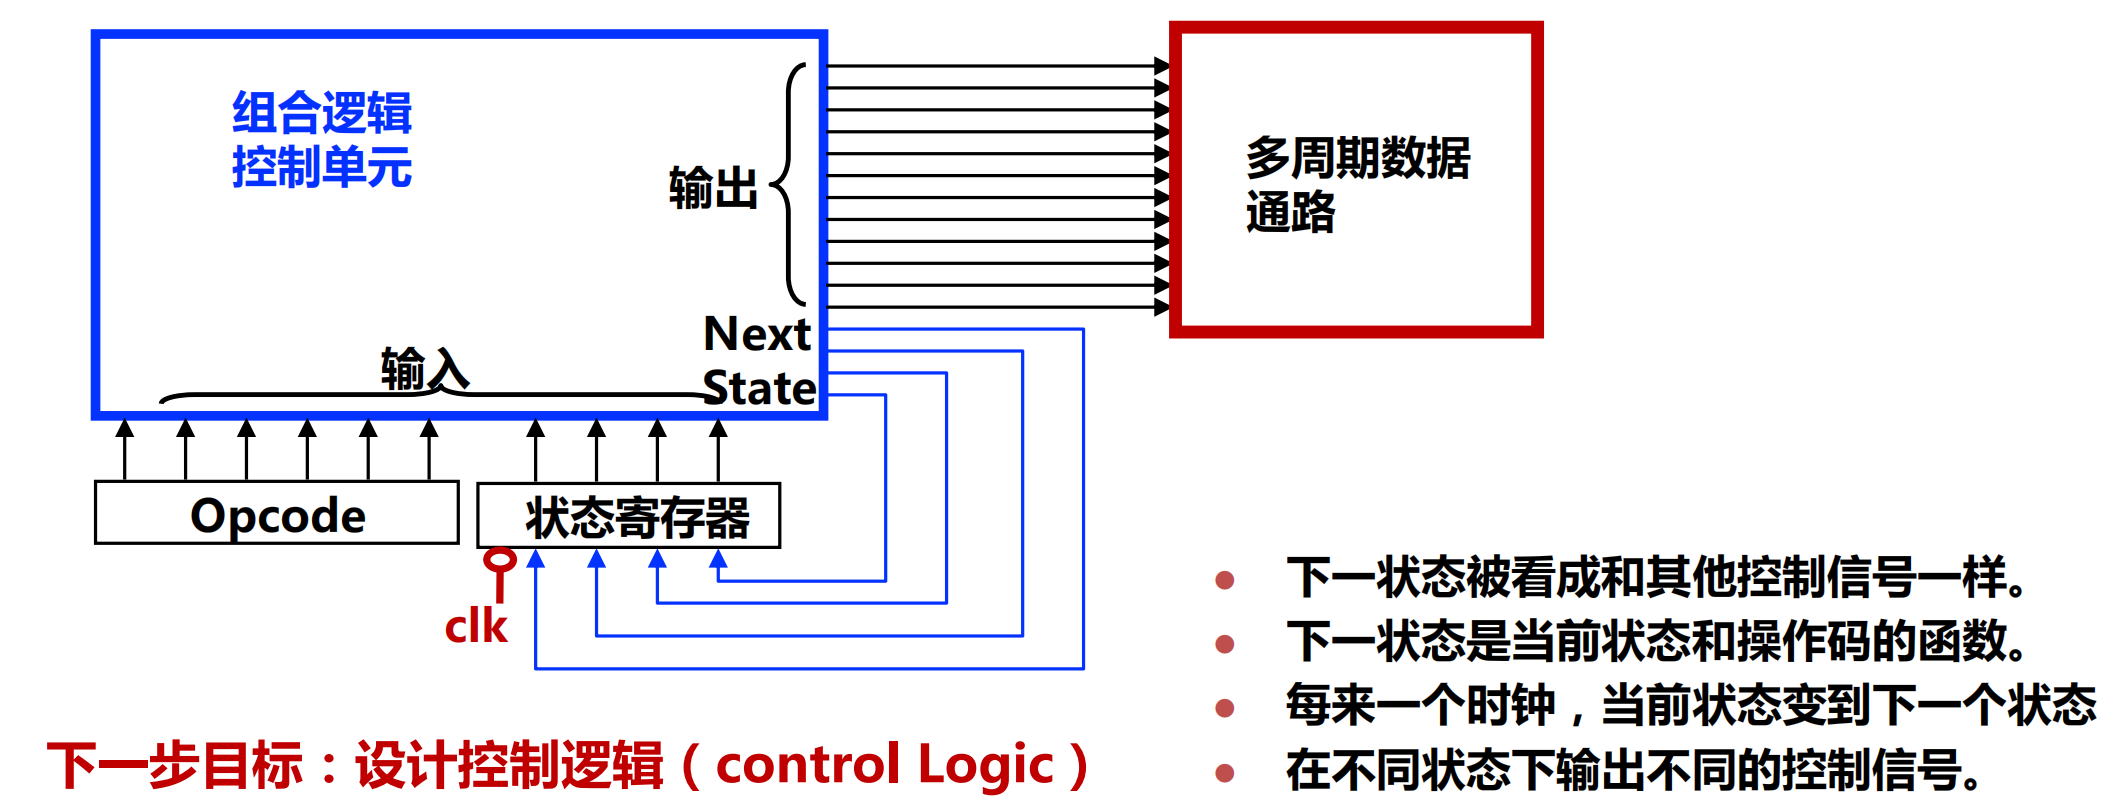 组合逻辑
控制单元
输出
多周期数据
通路
Next
State
输入
Opcode
状态寄存器
clk
下一状态被看成和其他控制信号一样。
下一状态是当前状态和操作码的函数。
每来一个时钟，当前状态变到下一个状态
在不同状态下输出不同的控制信号。
下一步目标：设计控制逻辑（control Logic）